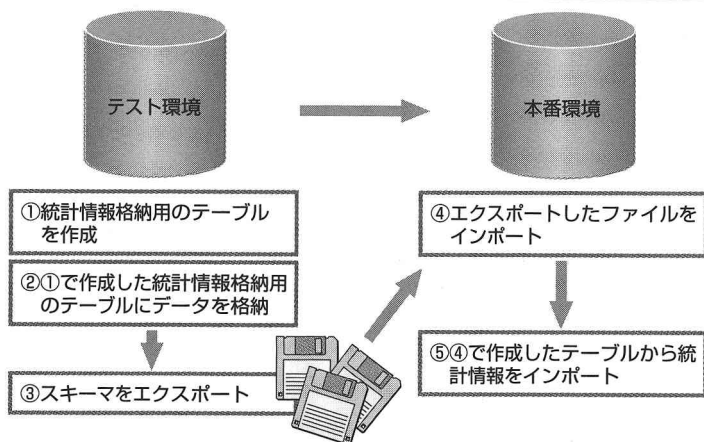 テスト環境
本番環境
①統計情報格納用のテーブル
を作成
②①で作成した統計情報格納用
のテーブルにデータを格納
③スキーマをエクスポート
④エクスポートしたファイルを
インポート
⑤④で作成したテーブルから統
計情報をインポート